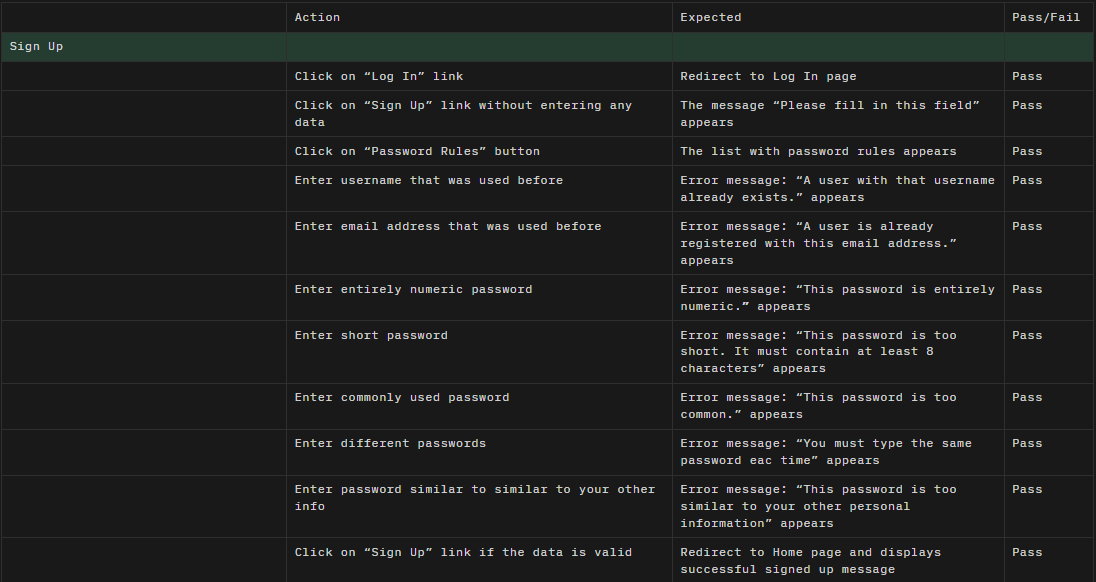 Action Expected Pass/Fail
Sign Up
Click on “Log In” link Redirect to Log In page Pass
Click on “Sign Up” link without entering any The message “Please fill in this field” Pass
data appears
Click on “Password Rules” button The list with password rules appears Pass
Enter username that was used before Error message: “A user with that username Pass
already exists.” appears
Enter email address that was used before Error message: “A user is already Pass
registered with this email address.”
appears
Enter entirely numeric password Error message: “This password is entirely Pass
numeric.” appears
Enter short password Error message: “This password is too Pass
short. It must contain at least 8
characters” appears
Enter commonly used password Error message: “This password is too Pass
common.” appears
Enter different passwords Error message: “You must type the same Pass
password eac time” appears
Enter password similar to similar to your other Error message: “This password is too Pass
info similar to your other personal
information” appears
Click on “Sign Up” link if the data is valid Redirect to Home page and displays Pass
successful signed up message